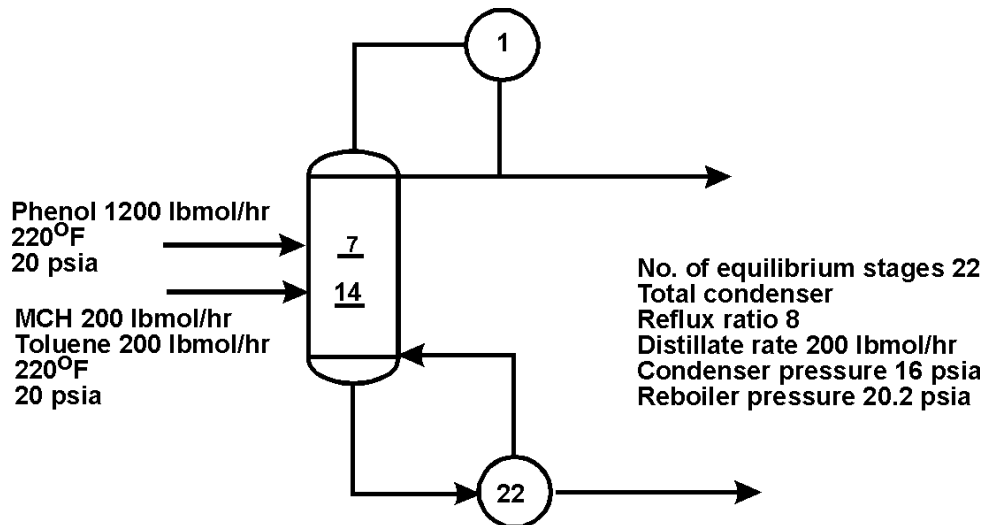 1
Phenol 1200 lbmol/hr
220OF
20 psia
7
14
MCH 200 lbmol/hr
Toluene 200 lbmol/hr
220OF
20 psia
No. of equilibrium stages 22
Total condenser
Reflux ratio 8
Distillate rate 200 lbmol/hr
Condenser pressure 16 psia
Reboiler pressure 20.2 psia
22